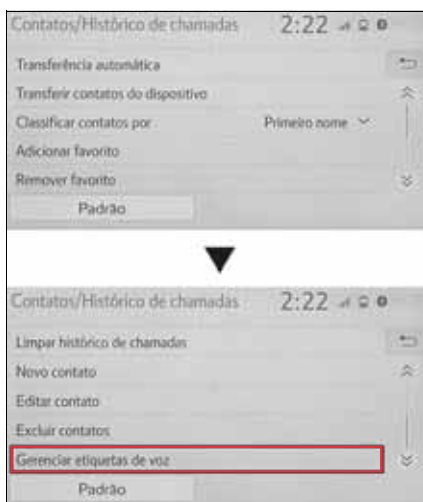 Contatos/Histórico de chamadas 2:22
Transferência automática
Transferir contatos do dispositivo
Classificar contatos por Primeiro nome
Adicionar favorito
Remover favorito
Padrão
Contatos/Histórico de chamadas 2:22
Limpar histórico de chamadas
Novo contato
Editar contato
Excluir contatos
Gerenciar etiquetas de voz
Padrão